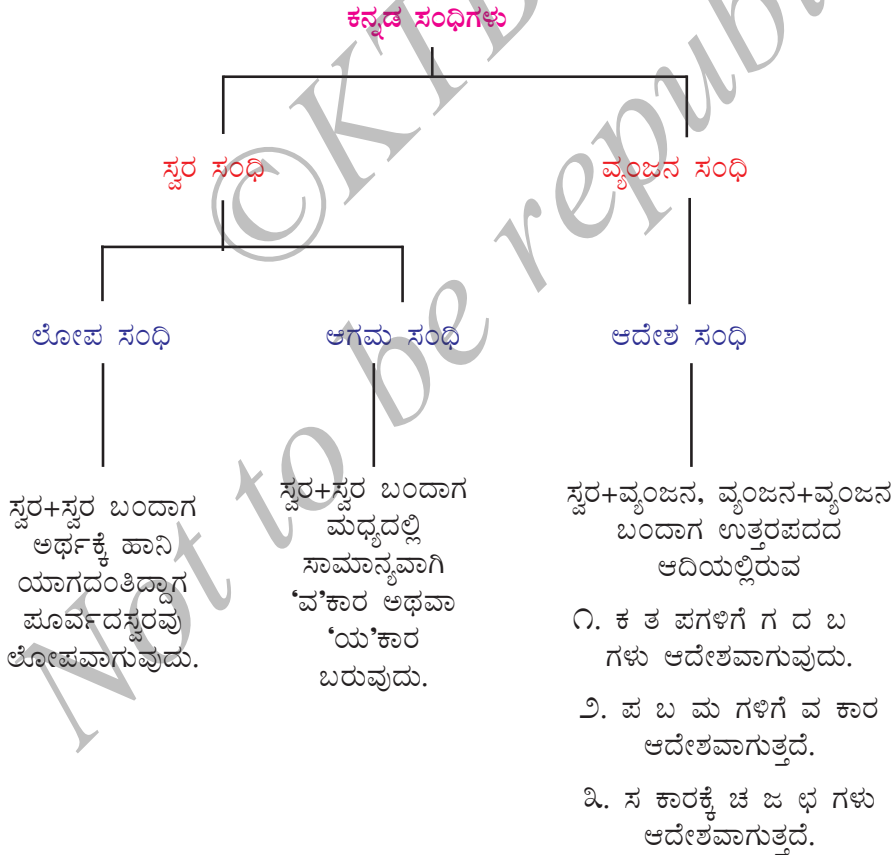 ಕನ್ನಡ ಸಂಧಿಗಳು
ಸ್ವರ ಸಂಧಿ
ವ್ಯಂಜನ ಸಂಧಿ
ಲೋಪ ಸಂಧಿ
ಆಗಮ ಸಂಧಿ
ಆದೇಶ ಸಂಧಿ
ಸ್ವರ+ಸ್ವರ ಬಂದಾಗ
ಅರ್ಥಕ್ಕೆ ಹಾನಿ
ಯಾಗದಂತಿದ್ದಾಗ
ಪೂರ್ವದಸ್ವರವು
ಲೋಪವಾಗುವುದು.
ಸ್ವರ+ಸ್ವರ ಬಂದಾಗ
ಮಧ್ಯದಲ್ಲಿ
ಸಾಮಾನ್ಯವಾಗಿ
‘ವ’ಕಾರ ಅಥವಾ
‘ಯ’ಕಾರ
ಬರುವುದು.
ಸ್ವರ+ವ್ಯಂಜನ, ವ್ಯಂಜನ+ವ್ಯಂಜನ
ಬಂದಾಗ ಉತ್ತರಪದದ
ಆದಿಯಲ್ಲಿರುವ
೧. ಕ ತ ಪಗಳಿಗೆ ಗ ದ ಬ
ಗಳು ಆದೇಶವಾಗುವುದು.
೨. ಪ ಬ ಮ ಗಳಿಗೆ ವ ಕಾರ
ಆದೇಶವಾಗುತ್ತದೆ.
೩. ಸ ಕಾರಕ್ಕೆ ಚ ಜ ಛ ಗಳು
ಆದೇಶವಾಗುತ್ತದೆ.
©KTB
Not to be republ